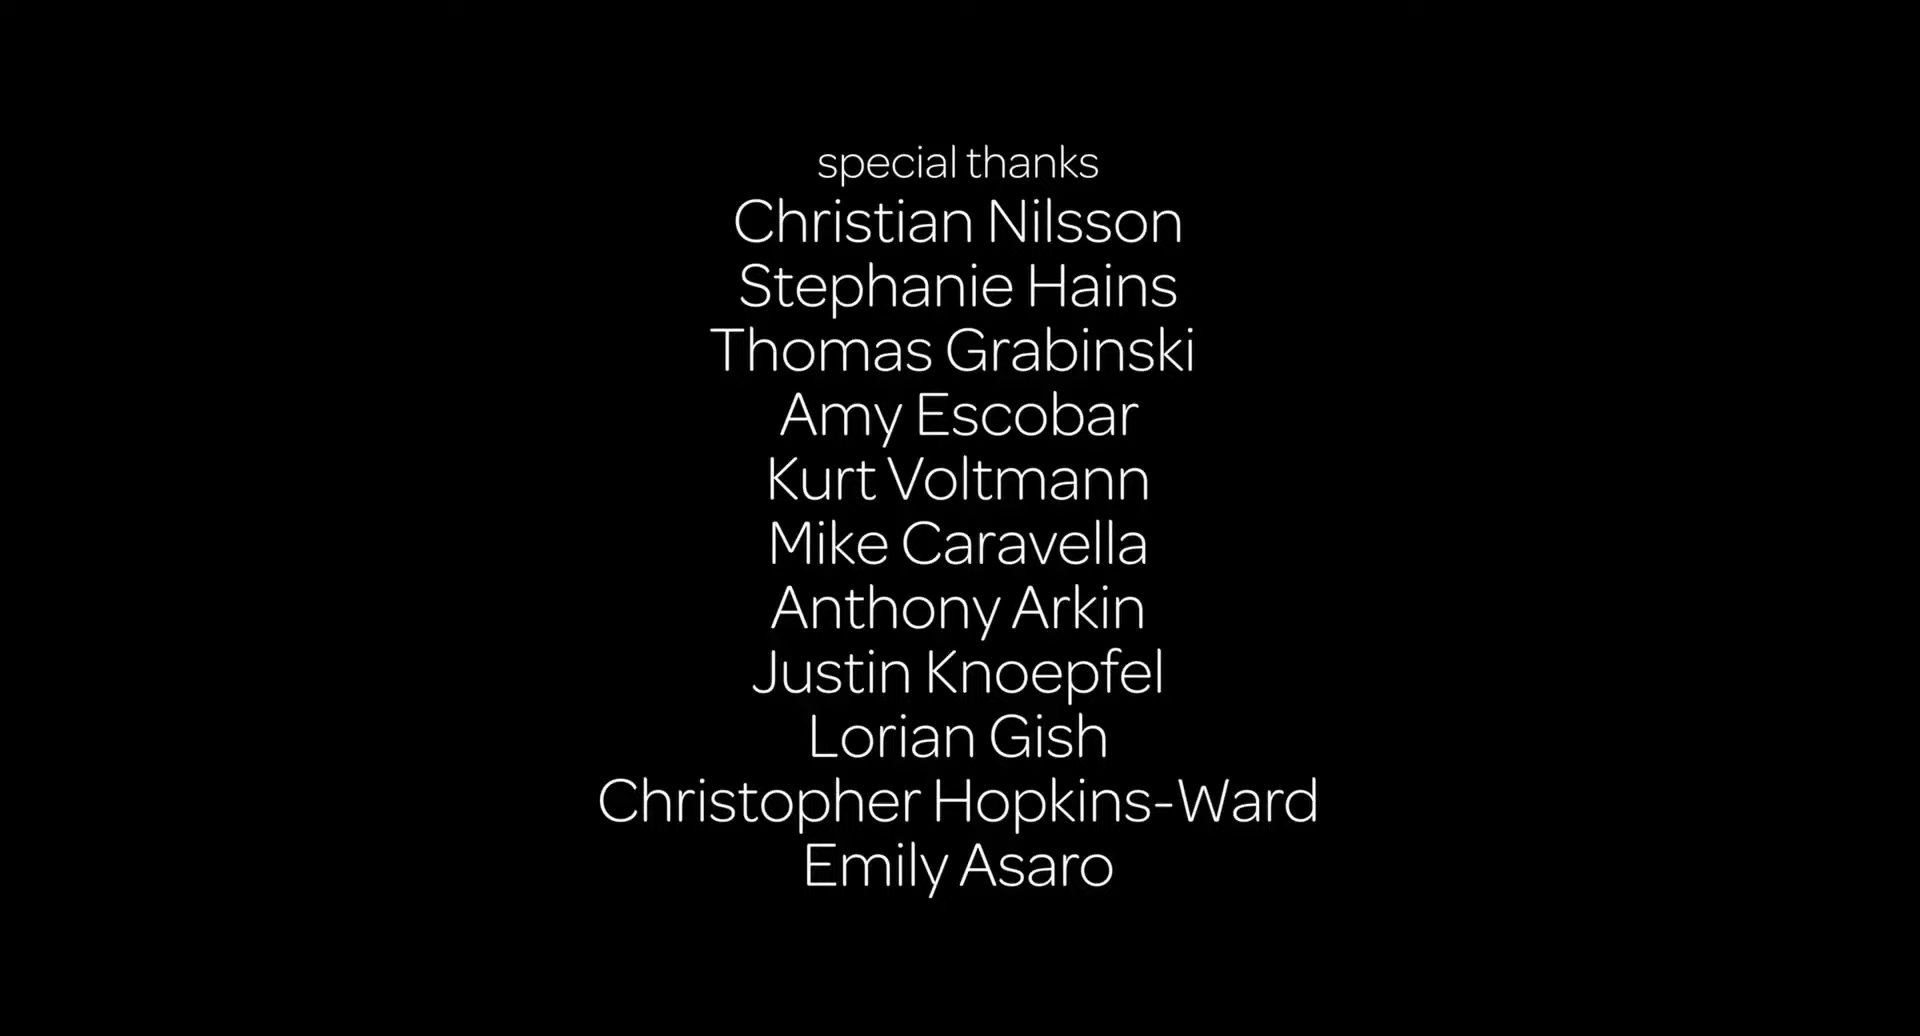 special thanks
Christian Nilsson
Stephanie Hains
Thomas Grabinski
Amy Escobar
Kurt Voltmann
Mike Caravella
Anthony Arkin
Justin Knoepfel
Lorian Gish
Christopher Hopkins-Ward
Emily Asaro